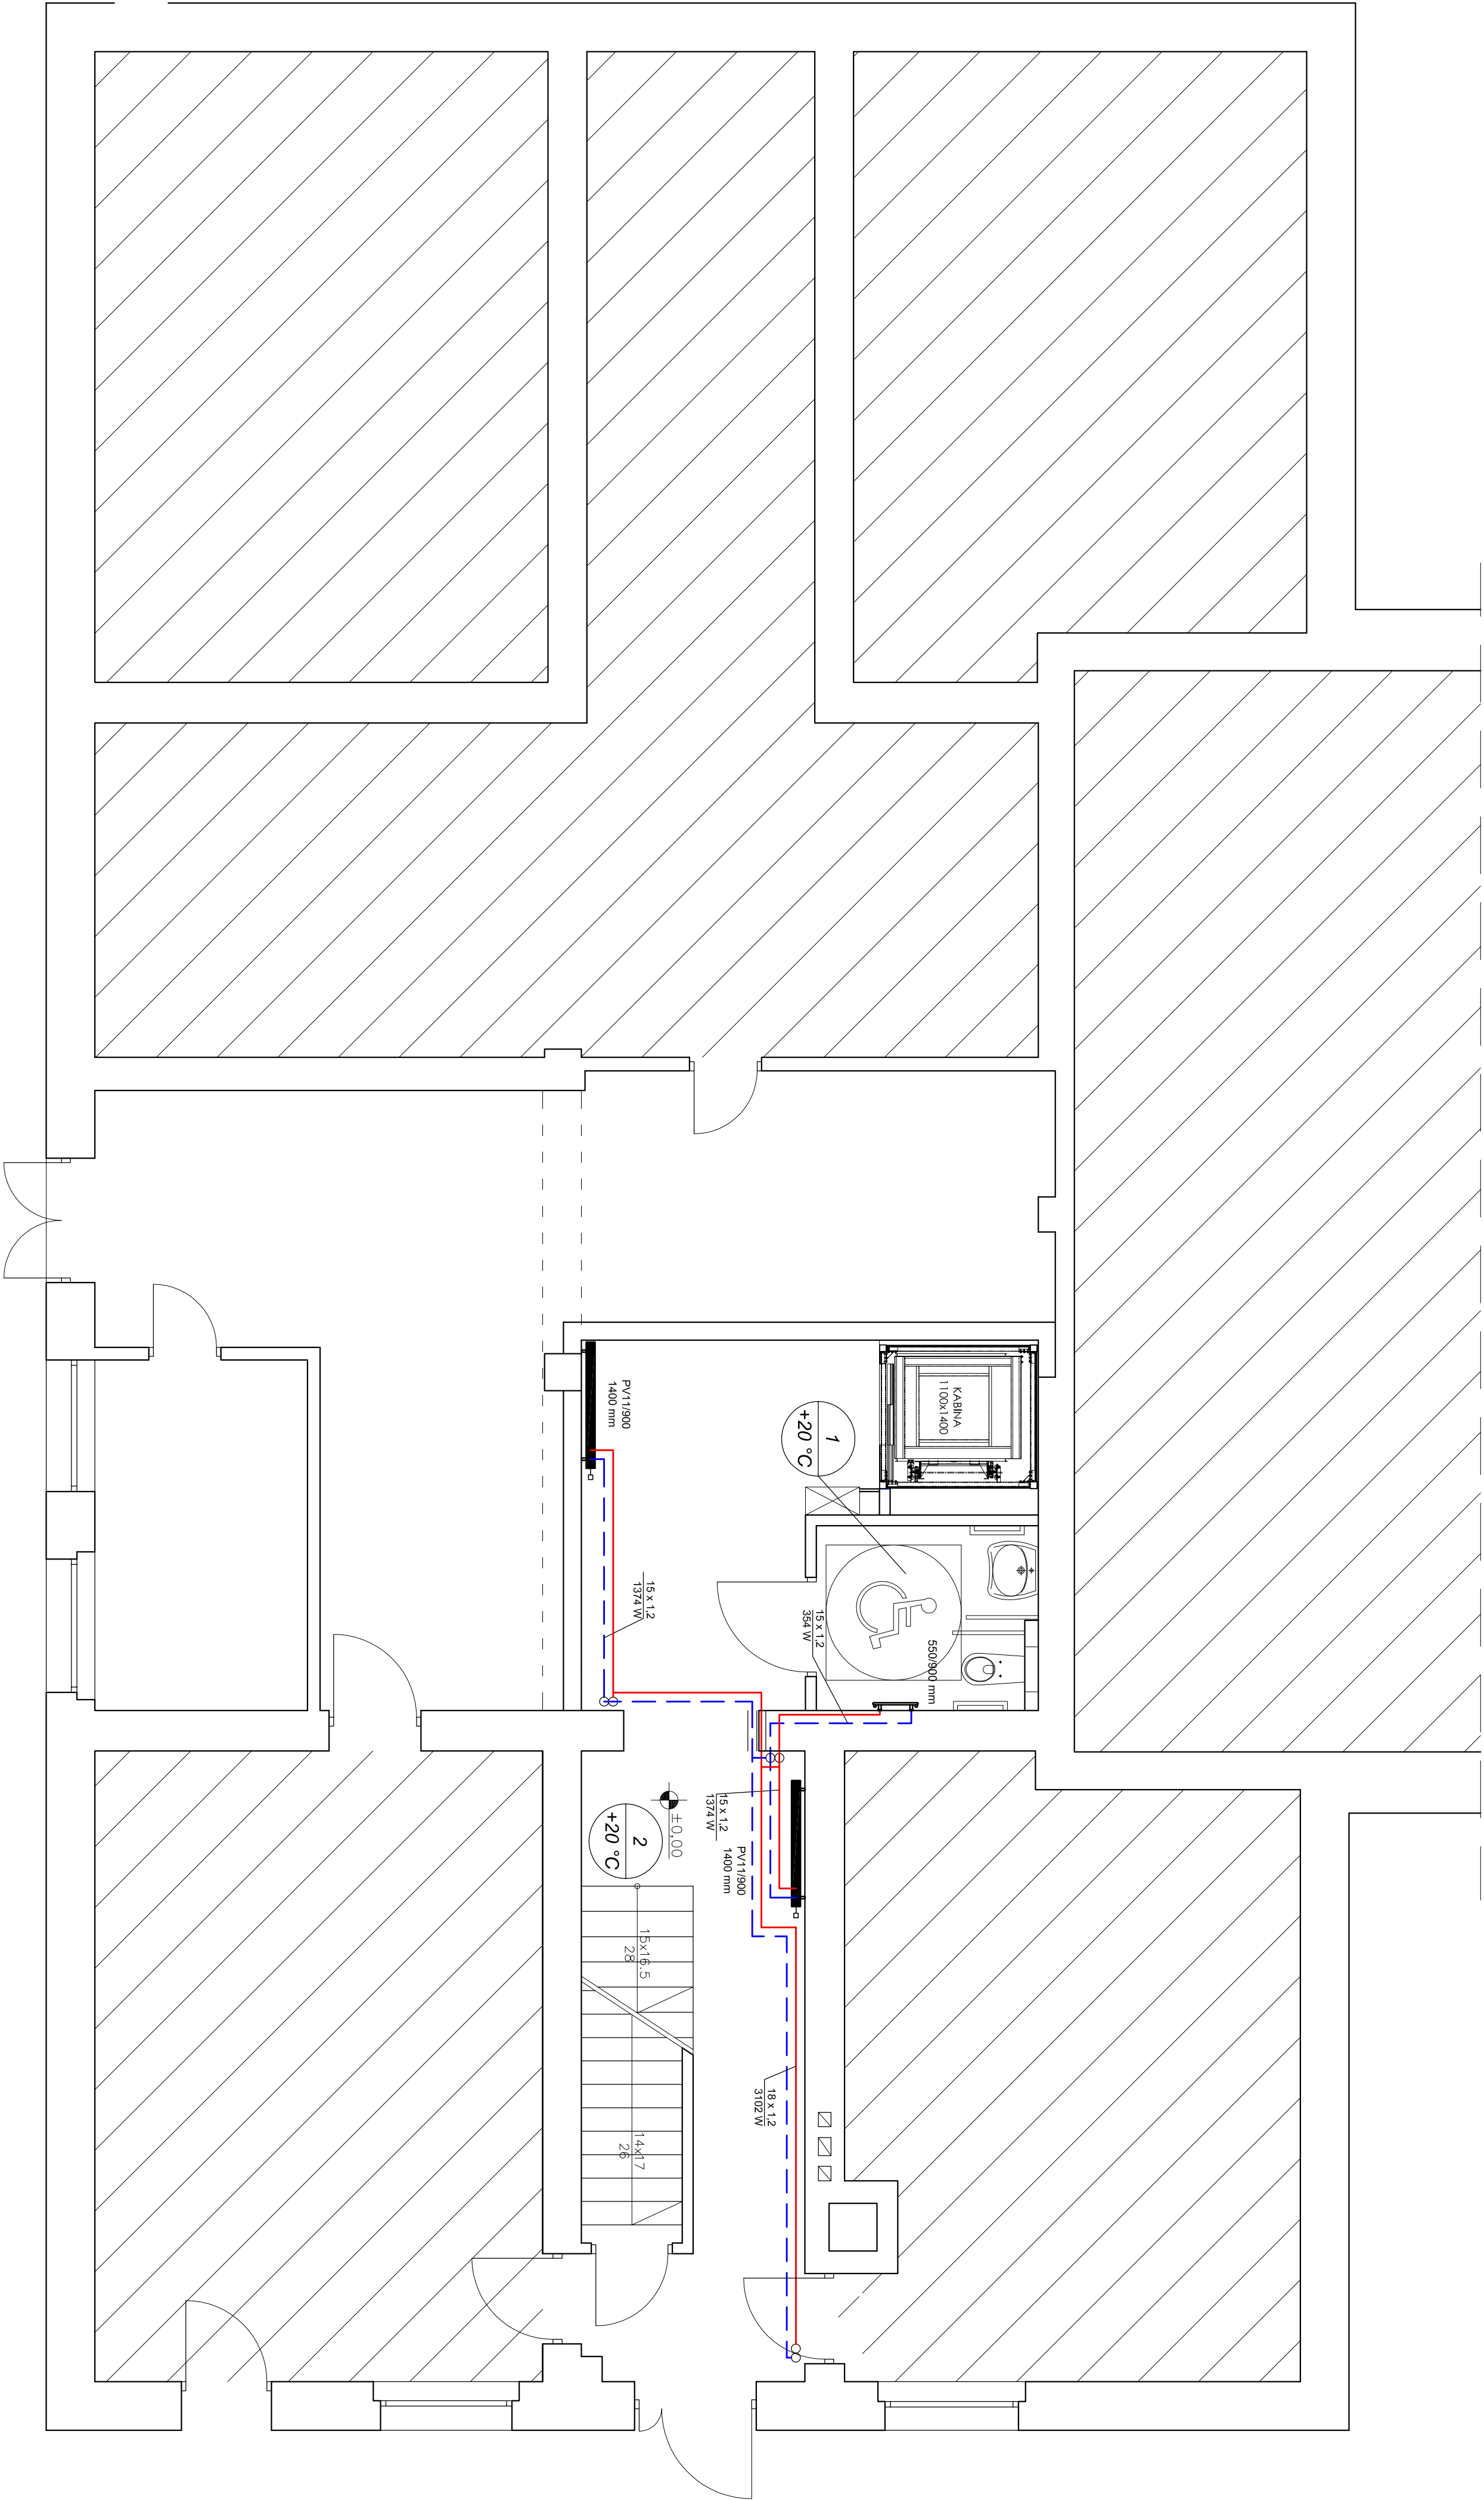 KABINA
1100x1400
PV11/900
1400 mm
1
+20 °C
15 x 1,2
1374 W
15 x 1,2
354 W
550/900 mm
15 x 1,2
1374 W
PV11/900
1400 mm
±0,00
2
+20 °C
15x16.5
28
18 x 1,2
3102 W
14x17
26